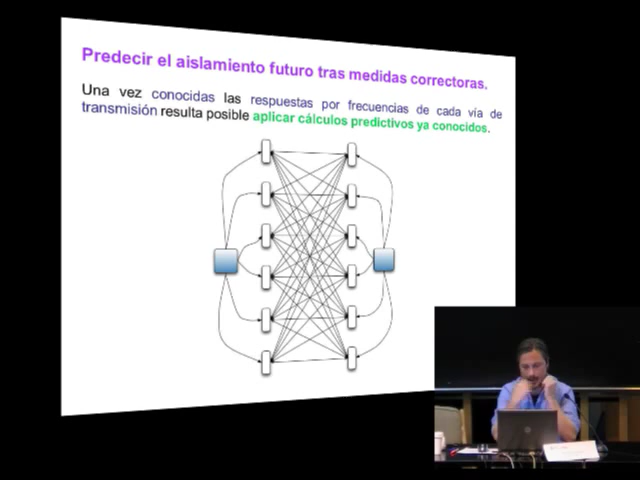 Predecir el aislamiento futuro tras medidas correctoras.
Una vez conocidas las respuestas por frecuencias de cada vía de
transmisión resulta posible aplicar cálculos predictivos ya conocidos.